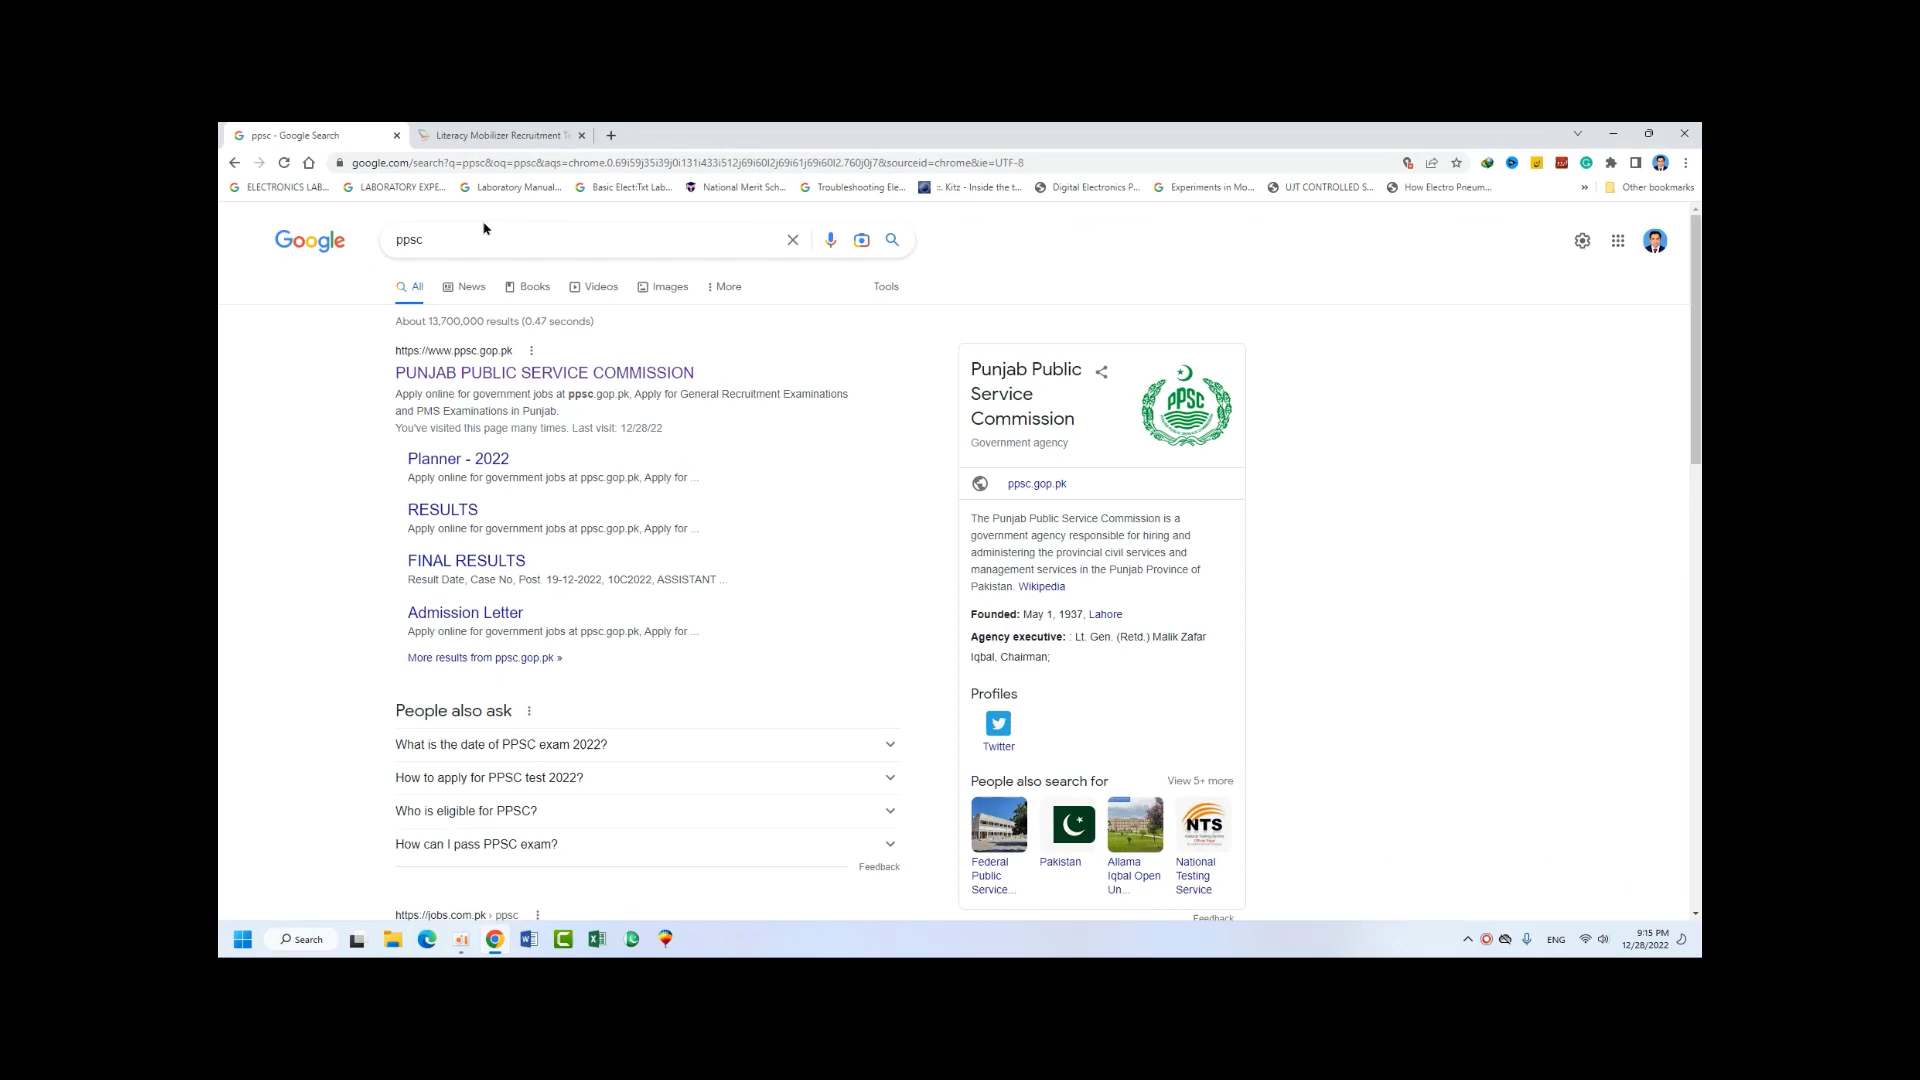 ppsc - Google Search
Literacy Mobilizer Recruitment Te
google.com/search?q=ppsc&oq=ppsc&aqs=chrome.0.69i59j35i39j0i131i433i512j69i60l2j69i61j69i60l2.760j0j7&sourceid=chrome&ie=UTF-8
ELECTRONICS LAB... LABORATORY EXPE... Laboratory Manual... Basic Elect:Txt Lab... National Merit Sch... Troubleshooting Ele... :. Kitz - Inside the t... Digital Electronics P... Experiments in Mo... UJT CONTROLLED S... How Electro Pneum... » Other bookmarks
Google
ppsc
All News Books Videos Images More Tools
About 13,700,000 results (0.47 seconds)
https://www.ppsc.gop.pk
PUNJAB PUBLIC SERVICE COMMISSION
Apply online for government jobs at ppsc.gop.pk, Apply for General Recruitment Examinations
and PMS Examinations in Punjab.
You've visited this page many times. Last visit: 12/28/22
Planner - 2022
Apply online for government jobs at ppsc.gop.pk, Apply for ...
RESULTS
Apply online for government jobs at ppsc.gop.pk, Apply for ...
FINAL RESULTS
Result Date, Case No, Post. 19-12-2022, 10C2022, ASSISTANT ...
Admission Letter
Apply online for government jobs at ppsc.gop.pk, Apply for ...
More results from ppsc.gop.pk »
People also ask
What is the date of PPSC exam 2022?
How to apply for PPSC test 2022?
Who is eligible for PPSC?
How can I pass PPSC exam?
Feedback
https://jobs.com.pk › ppsc
Punjab Public
Service
Commission
Government agency
PPSC
ppsc.gop.pk
The Punjab Public Service Commission is a
government agency responsible for hiring and
administering the provincial civil services and
management services in the Punjab Province of
Pakistan. Wikipedia
Founded: May 1, 1937, Lahore
Agency executive: : Lt. Gen. (Retd.) Malik Zafar
Iqbal, Chairman;
Profiles
Twitter
People also search for
View 5+ more
NTS
Federal
Public
Service...
Pakistan
Allama
Iqbal Open
Un...
National
Testing
Service
Feedback
Search
ENG
9:15 PM
12/28/2022